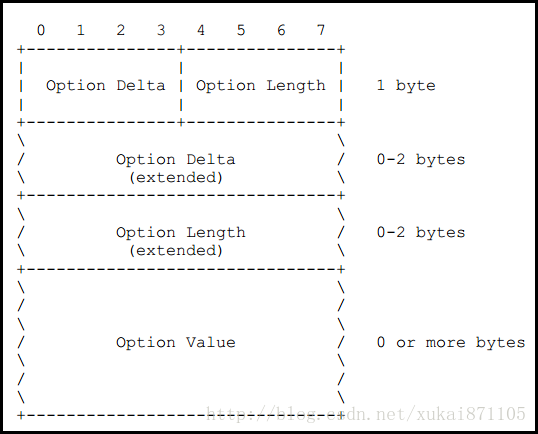 0 1 2 3 4 5 6 7
Option Delta Option Length 1 byte
Option Delta 0-2 bytes
(extended)
Option Length 0-2 bytes
(extended)
Option Value 0 or more bytes
http://blog.csdn.net/xukai871105